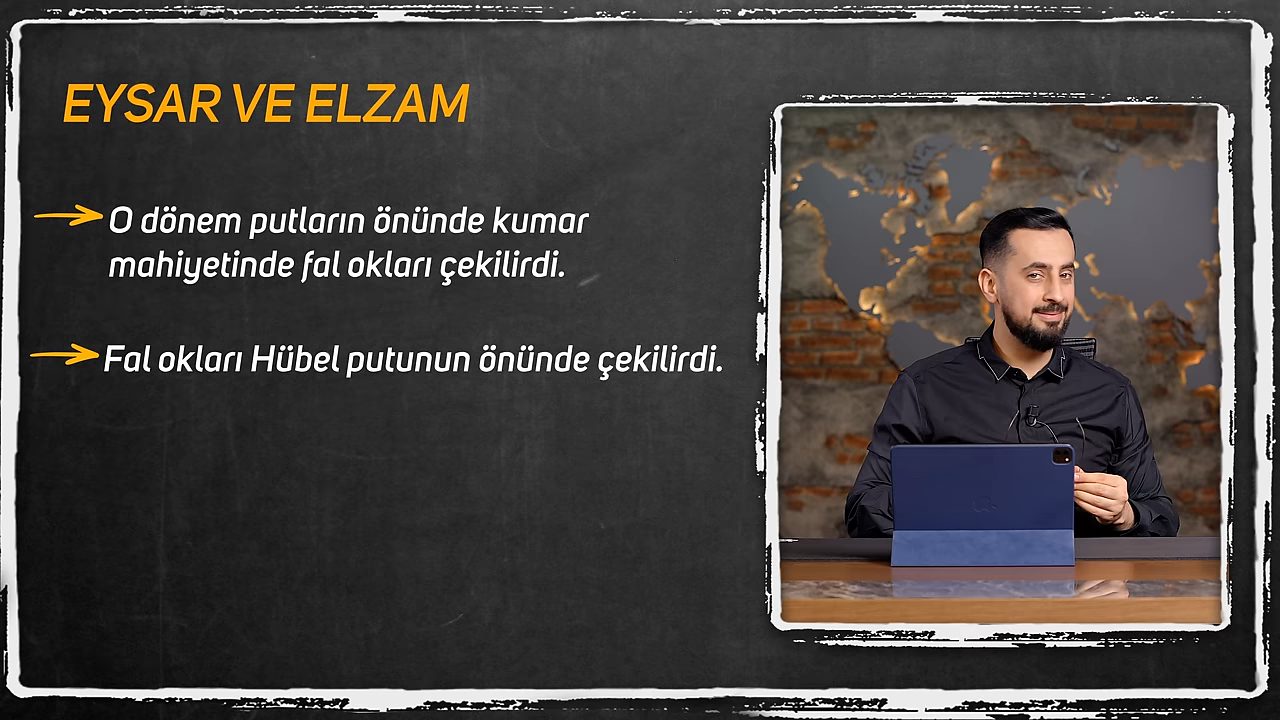 EYSAR VE ELZAM
O dönem putların önünde kumar
mahiyetinde fal okları çekilirdi.
Fal okları Hübel putunun önünde çekilirdi.